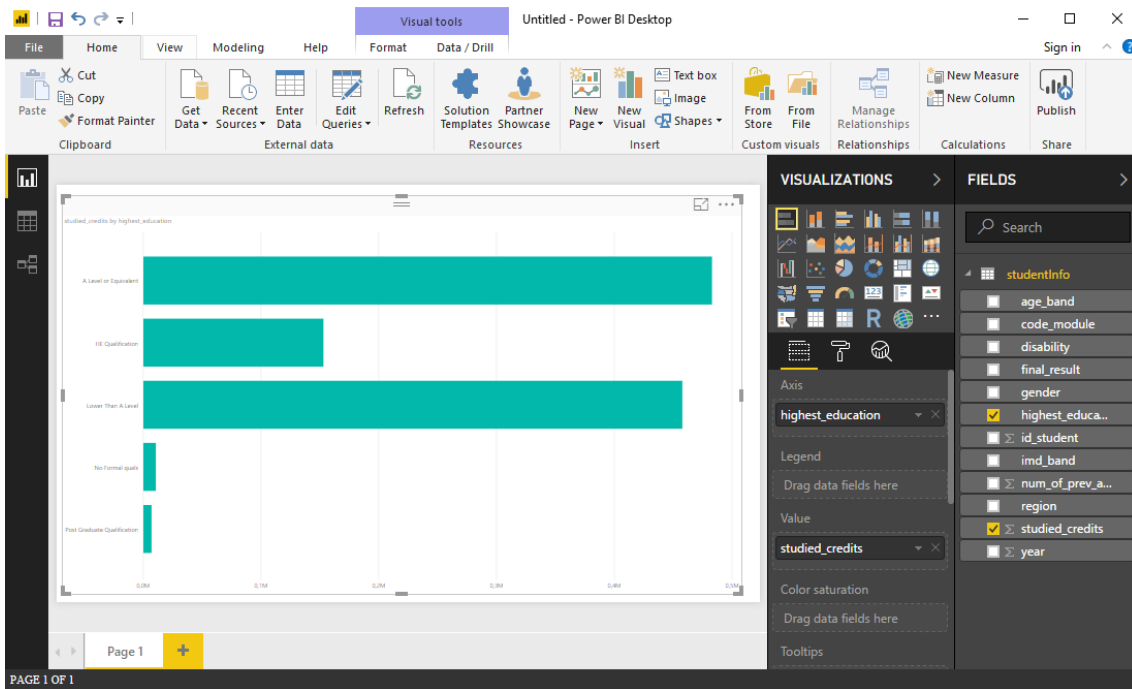 Visual tools
Untitled - Power BI Desktop
File
Home
View
Modeling
Help
Format
Data / Drill
Sign in
Paste
Cut
Copy
Format Painter
Clipboard
Get Data
Recent Sources
Enter Data
Edit Queries
Refresh
External data
Solution Templates
Partner Showcase
Resources
New Page
New Visual
Text box
Image
Shapes
Insert
From Store
From File
Custom visuals
Manage Relationships
Relationships
New Measure
New Column
Calculations
Publish
Share
studied_credits by highest_education
A Level or Equivalent
HE Qualification
Lower Than A Level
No Formal quals
Post Graduate Qualification
0,0M
0,1M
0,2M
0,3M
0,4M
0,5M
VISUALIZATIONS
123
R
Axis
highest_education
Legend
Drag data fields here
Value
studied_credits
Color saturation
Drag data fields here
Tooltips
FIELDS
Search
studentInfo
age_band
code_module
disability
final_result
gender
highest_educa...
Σ id_student
imd_band
Σ num_of_prev_a...
region
Σ studied_credits
Σ year
Page 1
PAGE 1 OF 1